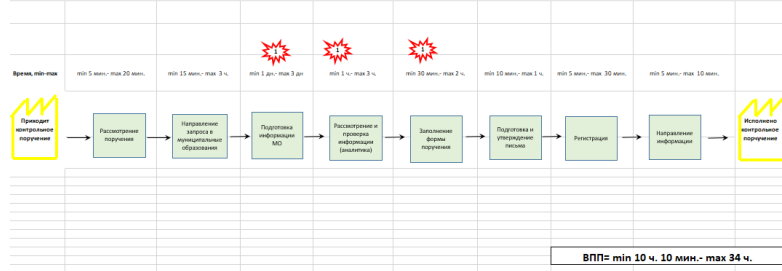 1
1
1
Время, min-max
min 5 мин.- max 20 мин.
min 15 мин.- max 3 ч.
min 1 дн.- max 3 дн
min 1 ч.- max 3 ч.
min 30 мин.- max 2 ч.
min 10 мин.- max 1 ч.
min 5 мин.- max 30 мин.
min 5 мин.- max 10 мин.
Приходит
контрольное
поручение
Рассмотрение
поручения
Направление
запроса в
муниципальные
образования
Подготовка
информации
МО
Рассмотрение и
проверка
информации
(аналитика)
Заполнение
формы
поручения
Подготовка и
утверждение
письма
Регистрация
Направление
информации
Исполнено
контрольное
порчучение
ВПП= min 10 ч. 10 мин.- max 34 ч.